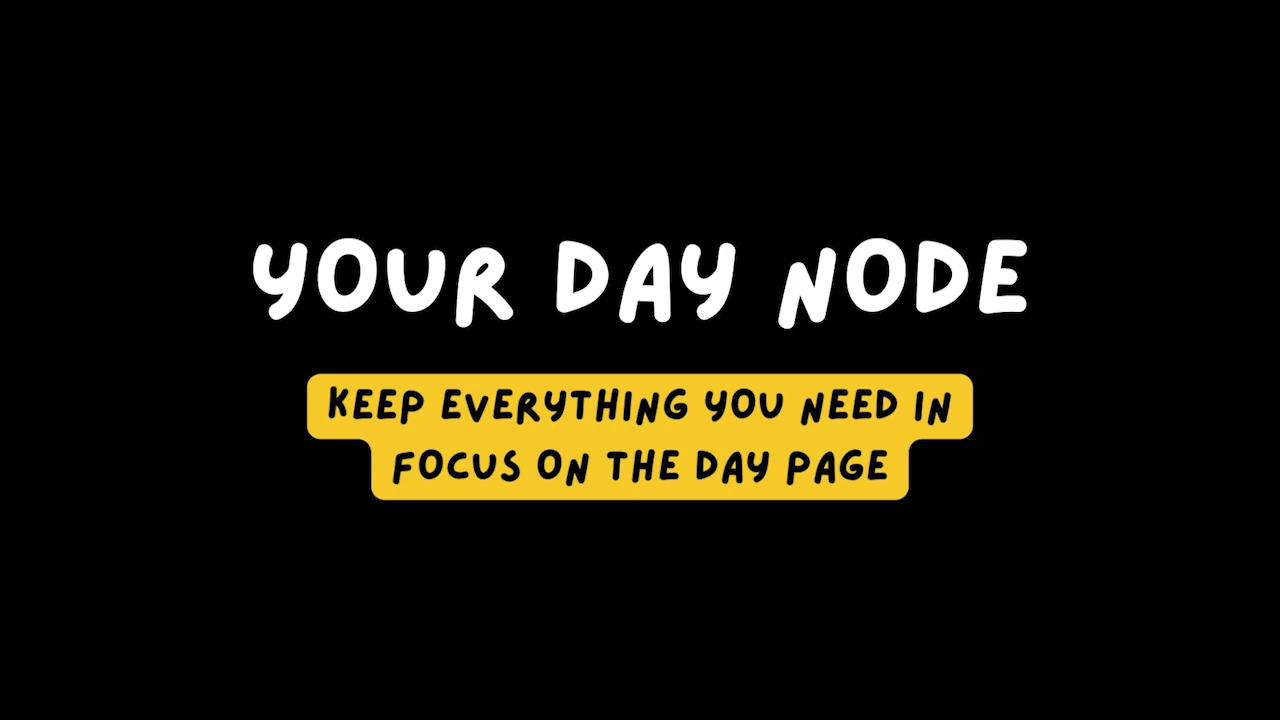 YOUR DAY NODE
KEEP EVERYTHING YOU NEED IN
FOCUS ON THE DAY PAGE